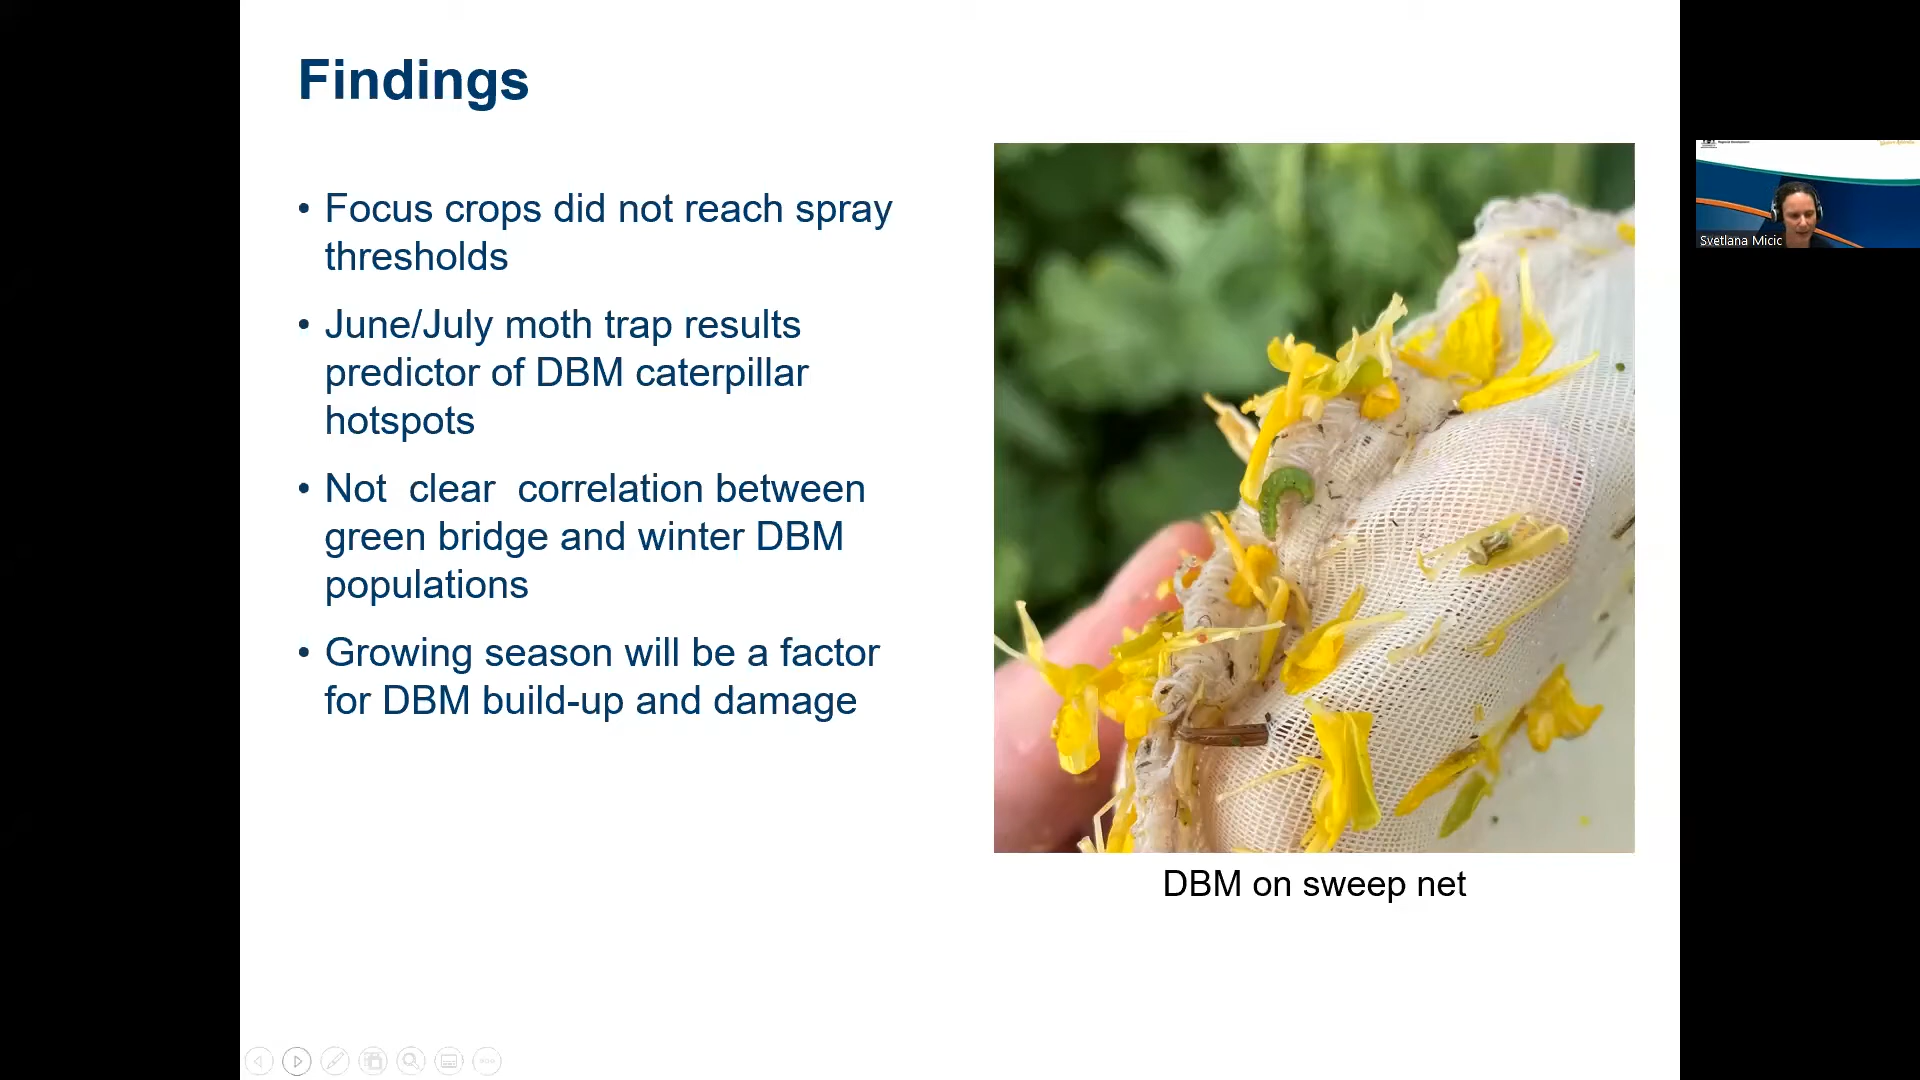 Findings
• Focus crops did not reach spray
thresholds
• June/July moth trap results
predictor of DBM caterpillar
hotspots
• Not clear correlation between
green bridge and winter DBM
populations
• Growing season will be a factor
for DBM build-up and damage
DBM on sweep net
Svetlana Micic